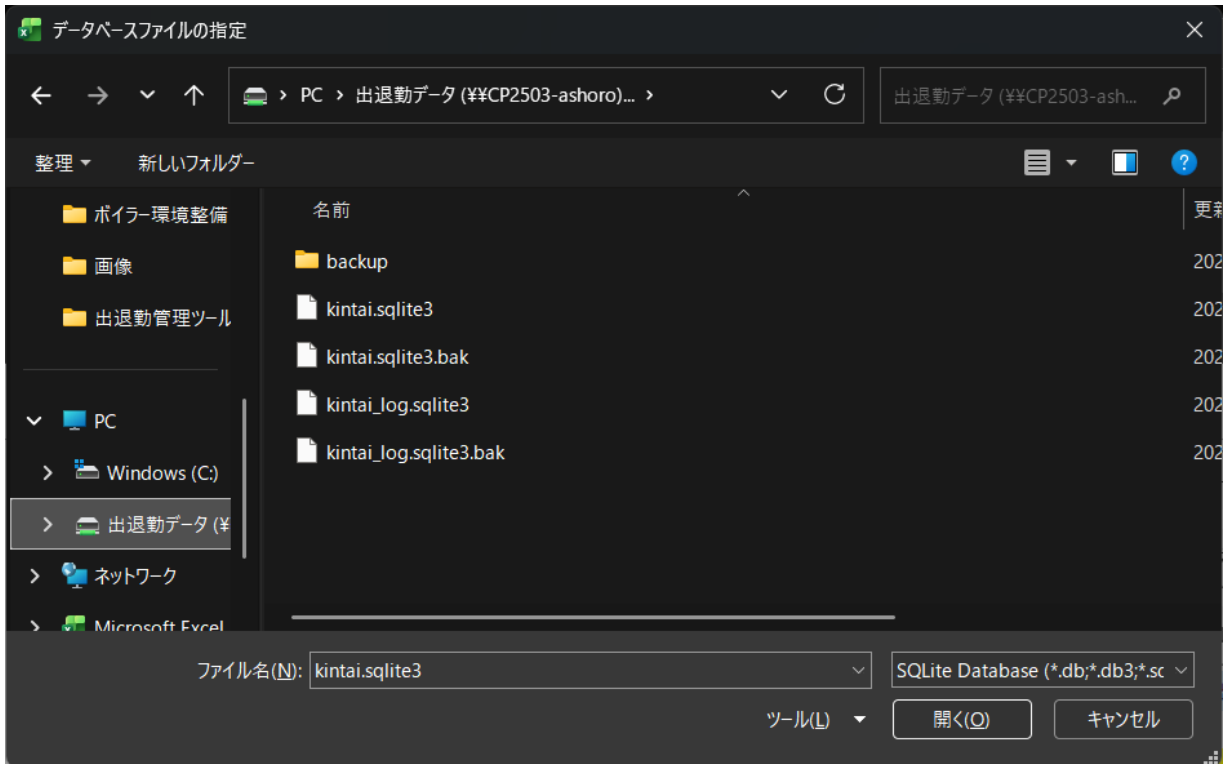 データベースファイルの指定
PC › 出退勤データ (¥¥CP2503-ashoro)... ›
出退勤データ (¥¥CP2503-ash...
整理
新しいフォルダー
ボイラー環境整備
画像
出退勤管理ツール
PC
Windows (C:)
出退勤データ (¥
ネットワーク
Microsoft Excel
名前
更新
backup
202
kintai.sqlite3
202
kintai.sqlite3.bak
202
kintai_log.sqlite3
202
kintai_log.sqlite3.bak
202
ファイル名(N):
kintai.sqlite3
SQLite Database (*.db;*.db3;*.sc
ツール(L)
開く(O)
キャンセル